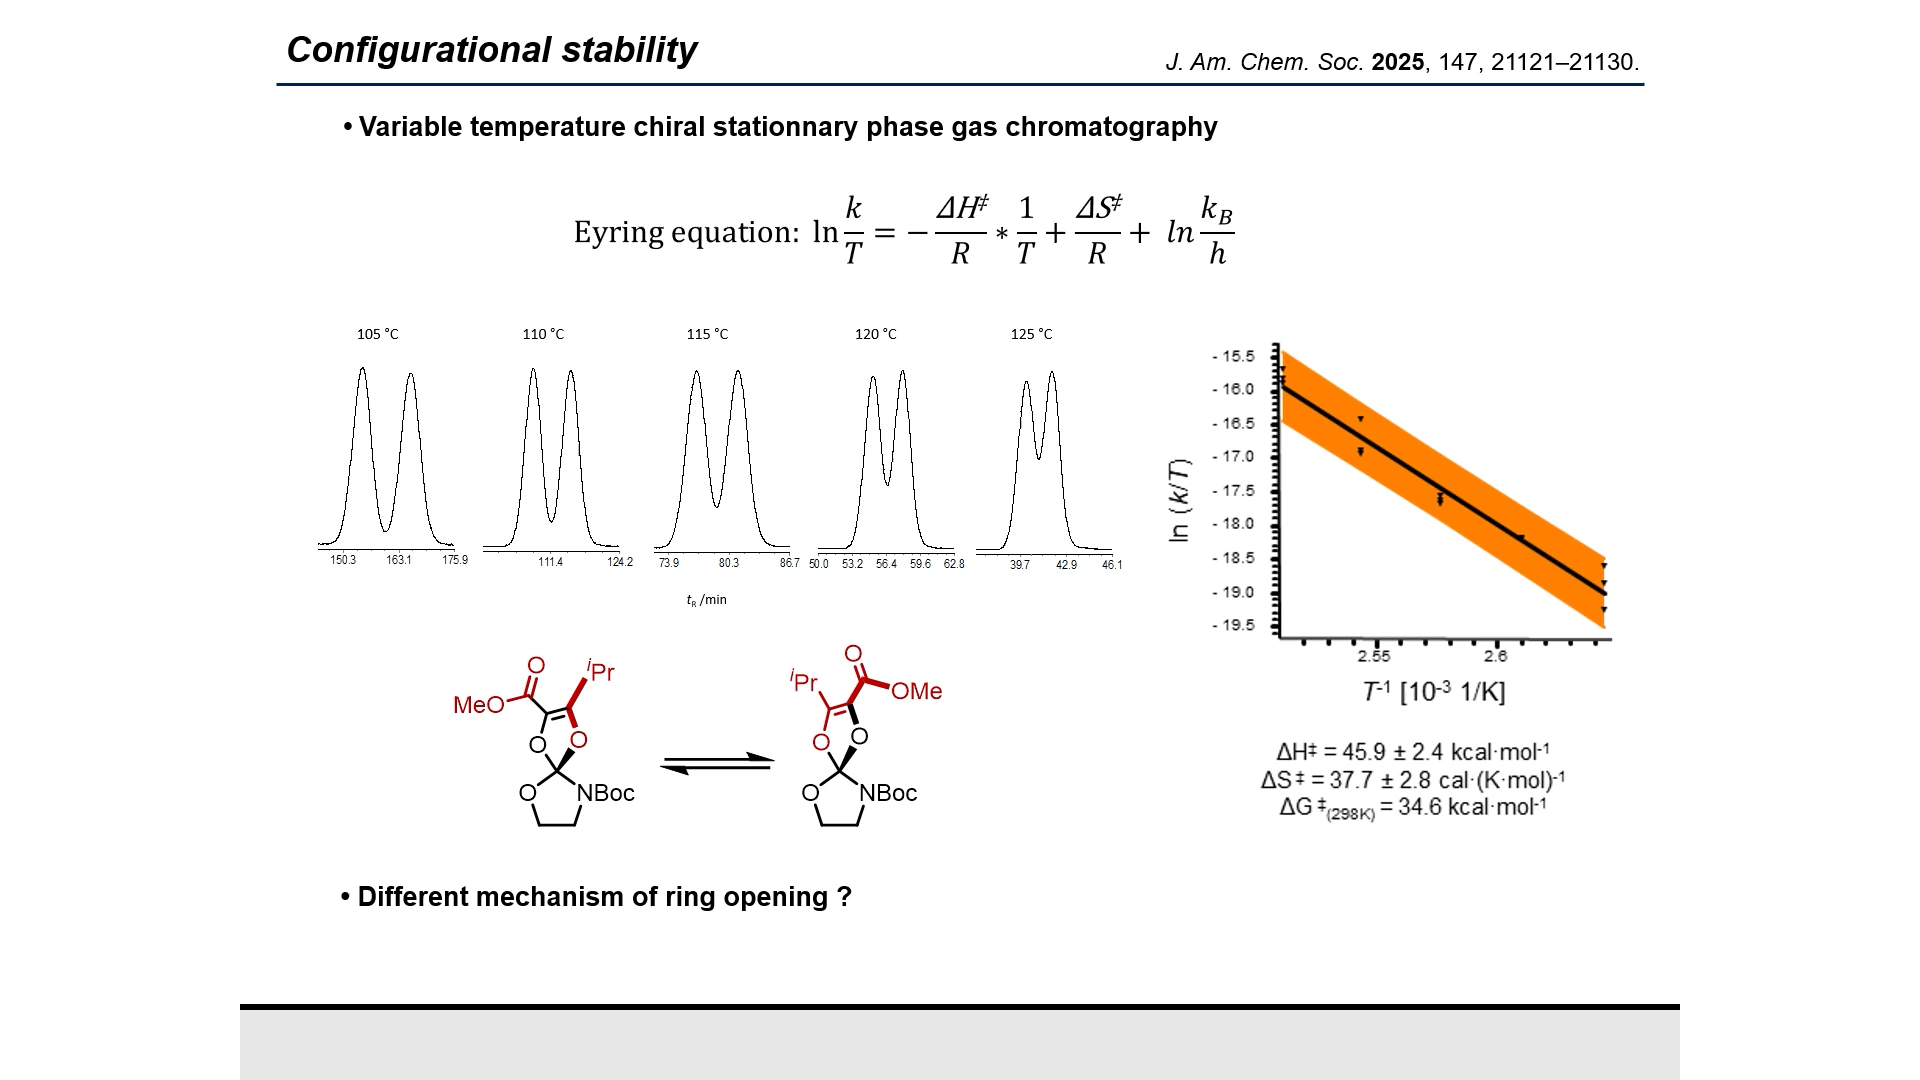 Configurational stability
J. Am. Chem. Soc. 2025, 147, 21121–21130.
• Variable temperature chiral stationnary phase gas chromatography
Eyring equation: ln k/T = − ΔH‡/R * 1/T + ΔS‡/R + ln kB/h
105 °C 110 °C 115 °C 120 °C 125 °C
150.3 163.1 175.9 111.4 124.2 73.9 80.3 86.7 50.0 53.2 56.4 59.6 62.8 39.7 42.9 46.1
tR /min
ln (k/T)
- 15.5
- 16.0
- 16.5
- 17.0
- 17.5
- 18.0
- 18.5
- 19.0
- 19.5
2.55 2.6
T-1 [10-3 1/K]
O iPr
MeO
O O
O NBoc
O
iPr OMe
O O
O NBoc
ΔH‡ = 45.9 ± 2.4 kcal·mol-1
ΔS‡ = 37.7 ± 2.8 cal·(K·mol)-1
ΔG‡(298K) = 34.6 kcal·mol-1
• Different mechanism of ring opening ?